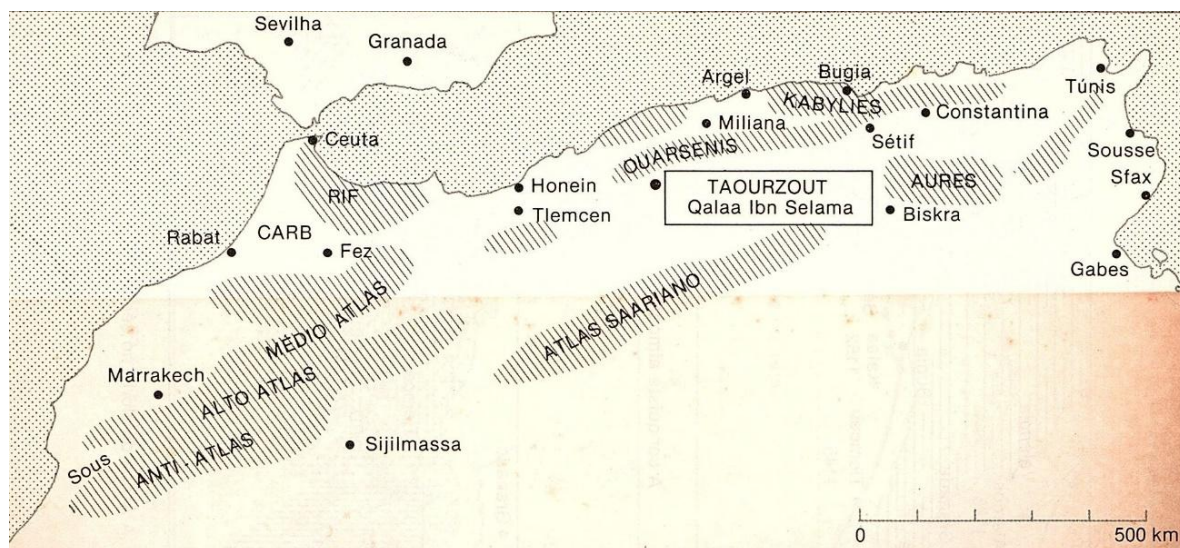 Sevilha
Granada
Ceuta
RIF
Rabat
CARB
Fez
Honein
Tlemcen
Argel
Miliana
OUARSENIS
Bugia
KABYLIES
Sétif
Constantina
Túnis
Sousse
Sfax
AURES
Biskra
Gabes
TAOURZOUT
Qalaa Ibn Selama
MÉDIO ATLAS
ATLAS SAARIANO
Marrakech
ALTO ATLAS
Sous
ANTI-ATLAS
Sijilmassa
0 500 km